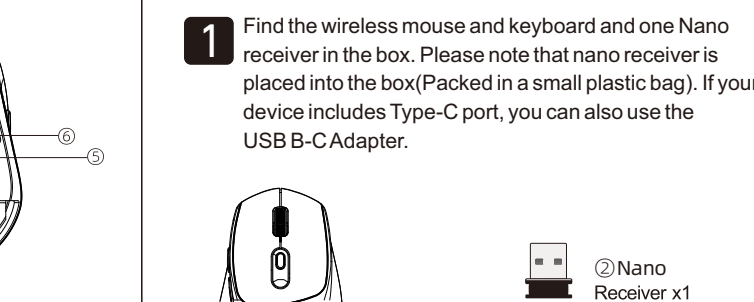 ⑥
⑤
1
Find the wireless mouse and keyboard and one Nano
receiver in the box. Please note that nano receiver is
placed into the box(Packed in a small plastic bag). If your
device includes Type-C port, you can also use the
USB B-C Adapter.
②Nano
Receiver x1